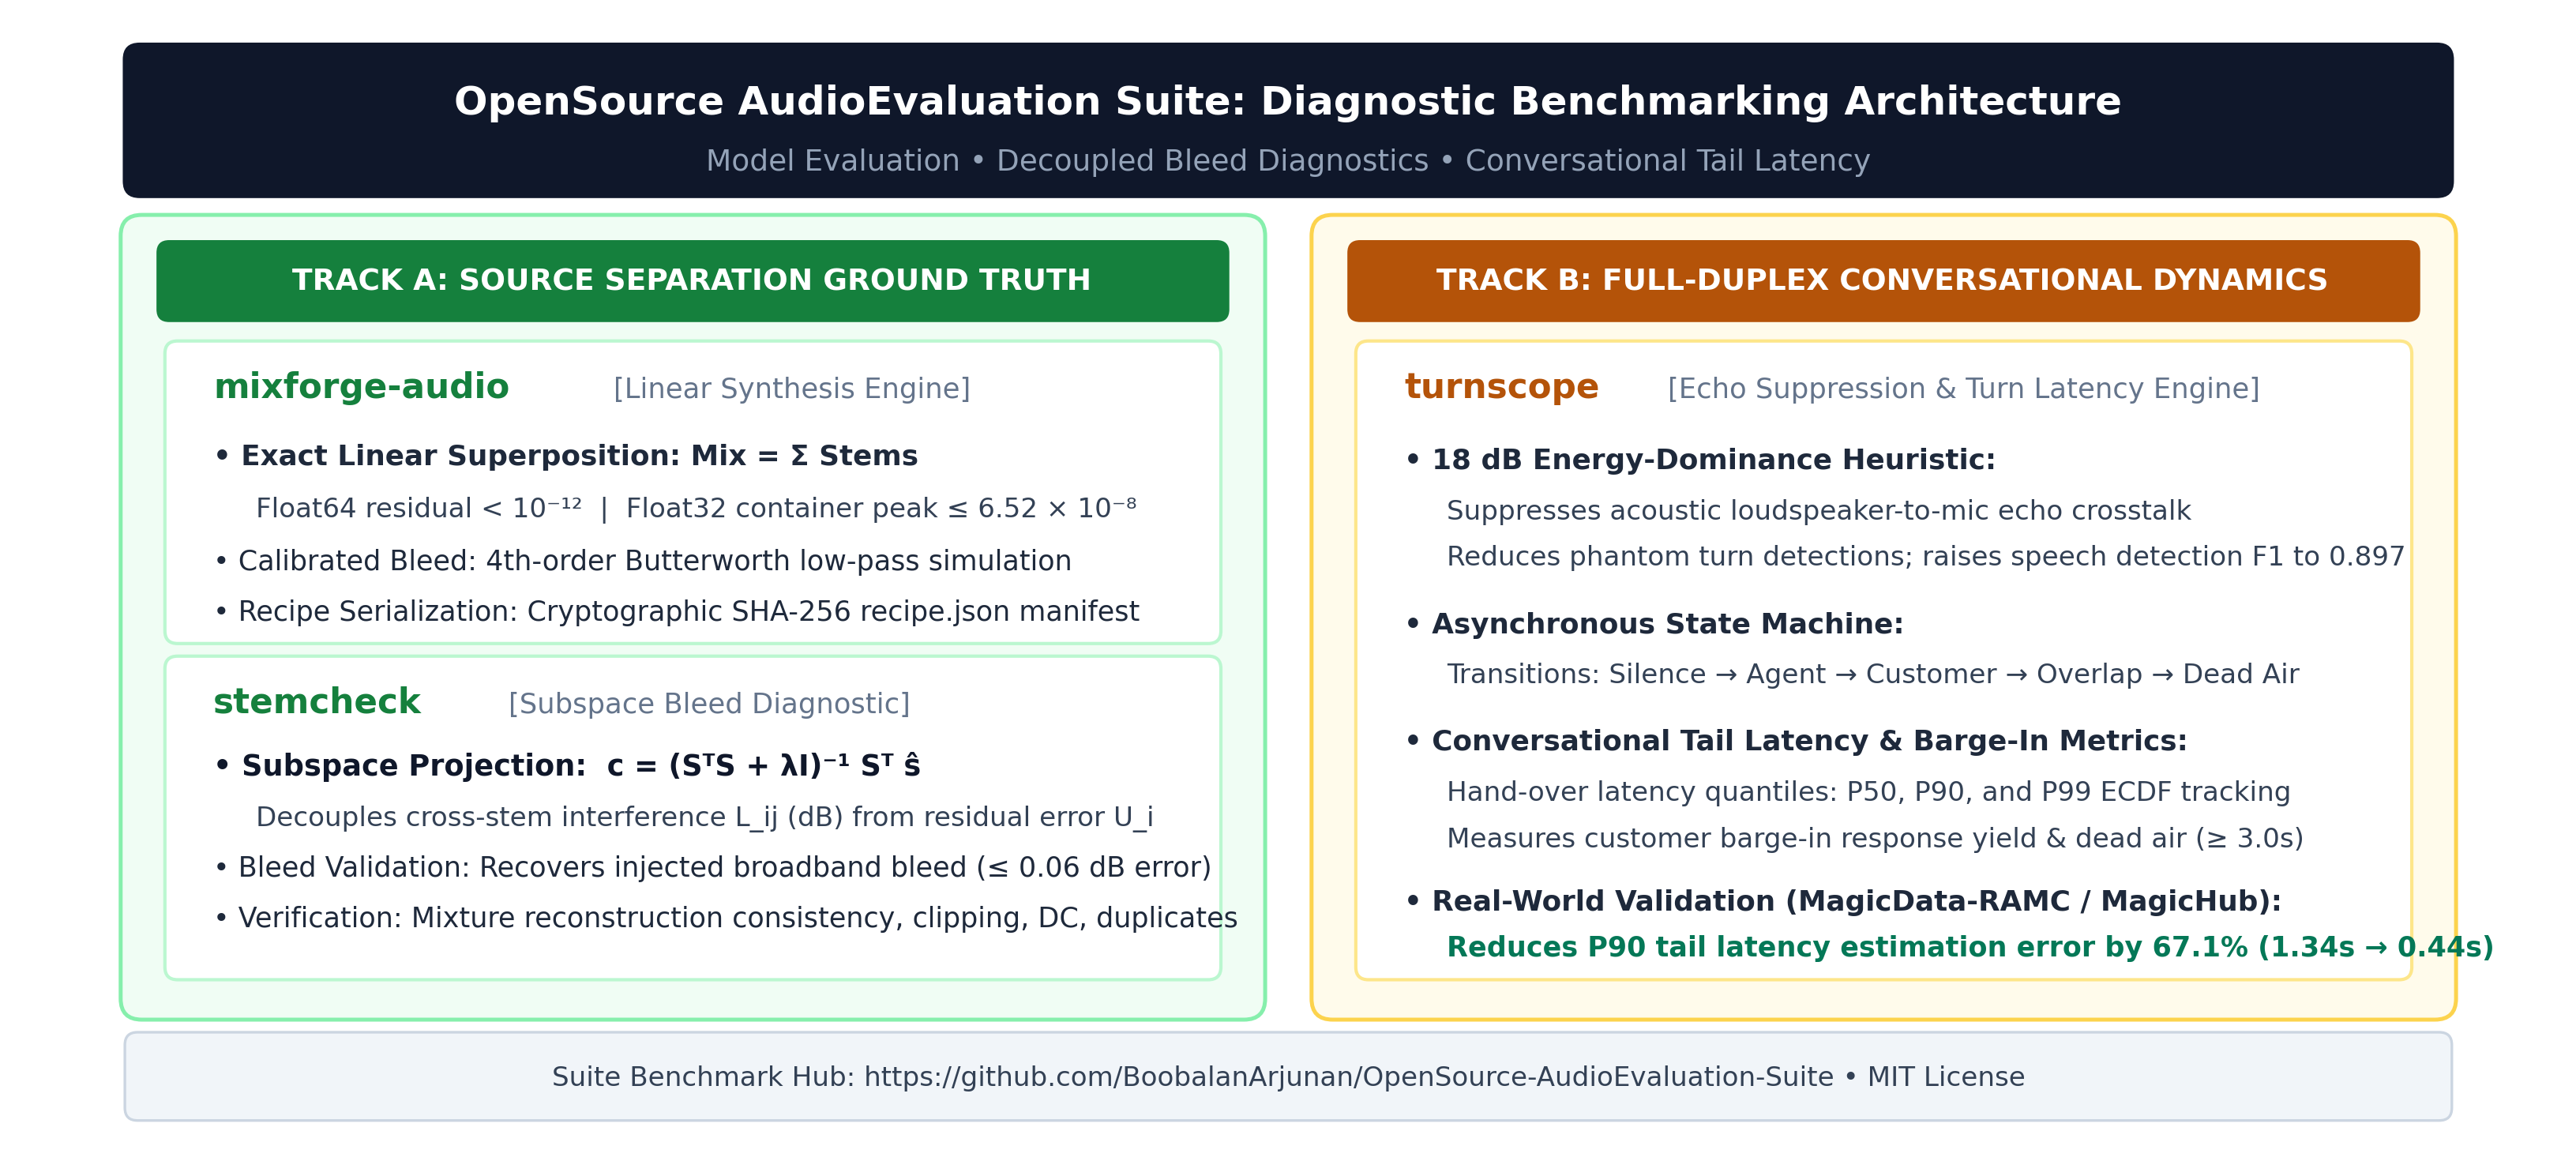 OpenSource AudioEvaluation Suite: Diagnostic Benchmarking Architecture
Model Evaluation • Decoupled Bleed Diagnostics • Conversational Tail Latency
TRACK A: SOURCE SEPARATION GROUND TRUTH
mixforge-audio [Linear Synthesis Engine]
• Exact Linear Superposition: Mix = Σ Stems
Float64 residual < 10⁻¹² | Float32 container peak ≤ 6.52 × 10⁻⁸
• Calibrated Bleed: 4th-order Butterworth low-pass simulation
• Recipe Serialization: Cryptographic SHA-256 recipe.json manifest
stemcheck [Subspace Bleed Diagnostic]
• Subspace Projection: c = (SᵀS + λI)⁻¹ Sᵀ ŝ
Decouples cross-stem interference L_ij (dB) from residual error U_i
• Bleed Validation: Recovers injected broadband bleed (≤ 0.06 dB error)
• Verification: Mixture reconstruction consistency, clipping, DC, duplicates
TRACK B: FULL-DUPLEX CONVERSATIONAL DYNAMICS
turnscope [Echo Suppression & Turn Latency Engine]
• 18 dB Energy-Dominance Heuristic:
Suppresses acoustic loudspeaker-to-mic echo crosstalk
Reduces phantom turn detections; raises speech detection F1 to 0.897
• Asynchronous State Machine:
Transitions: Silence → Agent → Customer → Overlap → Dead Air
• Conversational Tail Latency & Barge-In Metrics:
Hand-over latency quantiles: P50, P90, and P99 ECDF tracking
Measures customer barge-in response yield & dead air (≥ 3.0s)
• Real-World Validation (MagicData-RAMC / MagicHub):
Reduces P90 tail latency estimation error by 67.1% (1.34s → 0.44s)
Suite Benchmark Hub: https://github.com/BoobalanArjunan/OpenSource-AudioEvaluation-Suite • MIT License